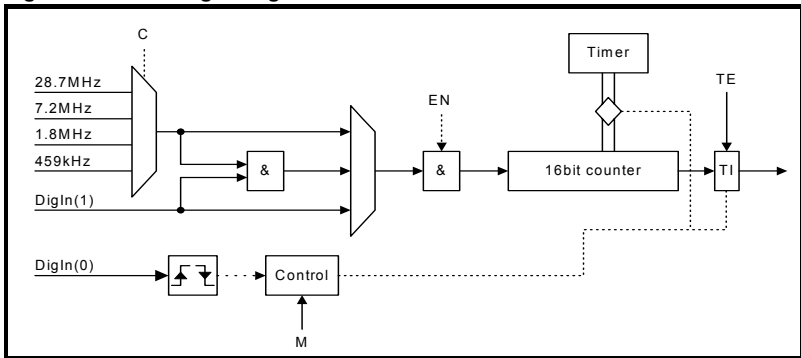 C
Timer
28.7MHz
TE
7.2MHz
EN
1.8MHz
459kHz
&
&
16bit counter
TI
DigIn(1)
DigIn(0)
Control
M